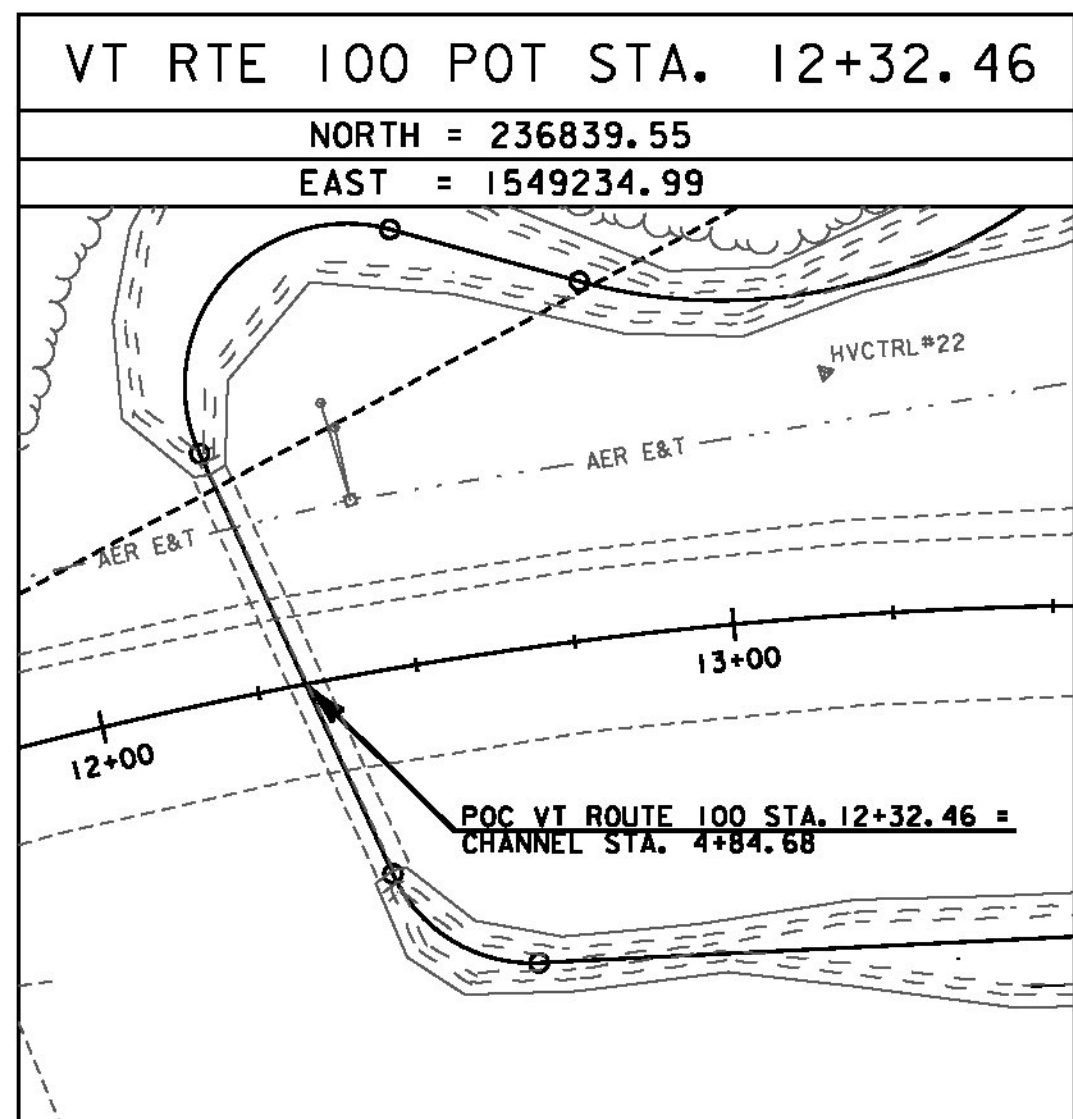 VT RTE 100 POT STA. 12+32.46
NORTH = 236839.55
EAST = 1549234.99
HVCTRL#22
AER E&T
AER E&T
13+00
12+00
POC VT ROUTE 100 STA. 12+32.46 =
CHANNEL STA. 4+84.68